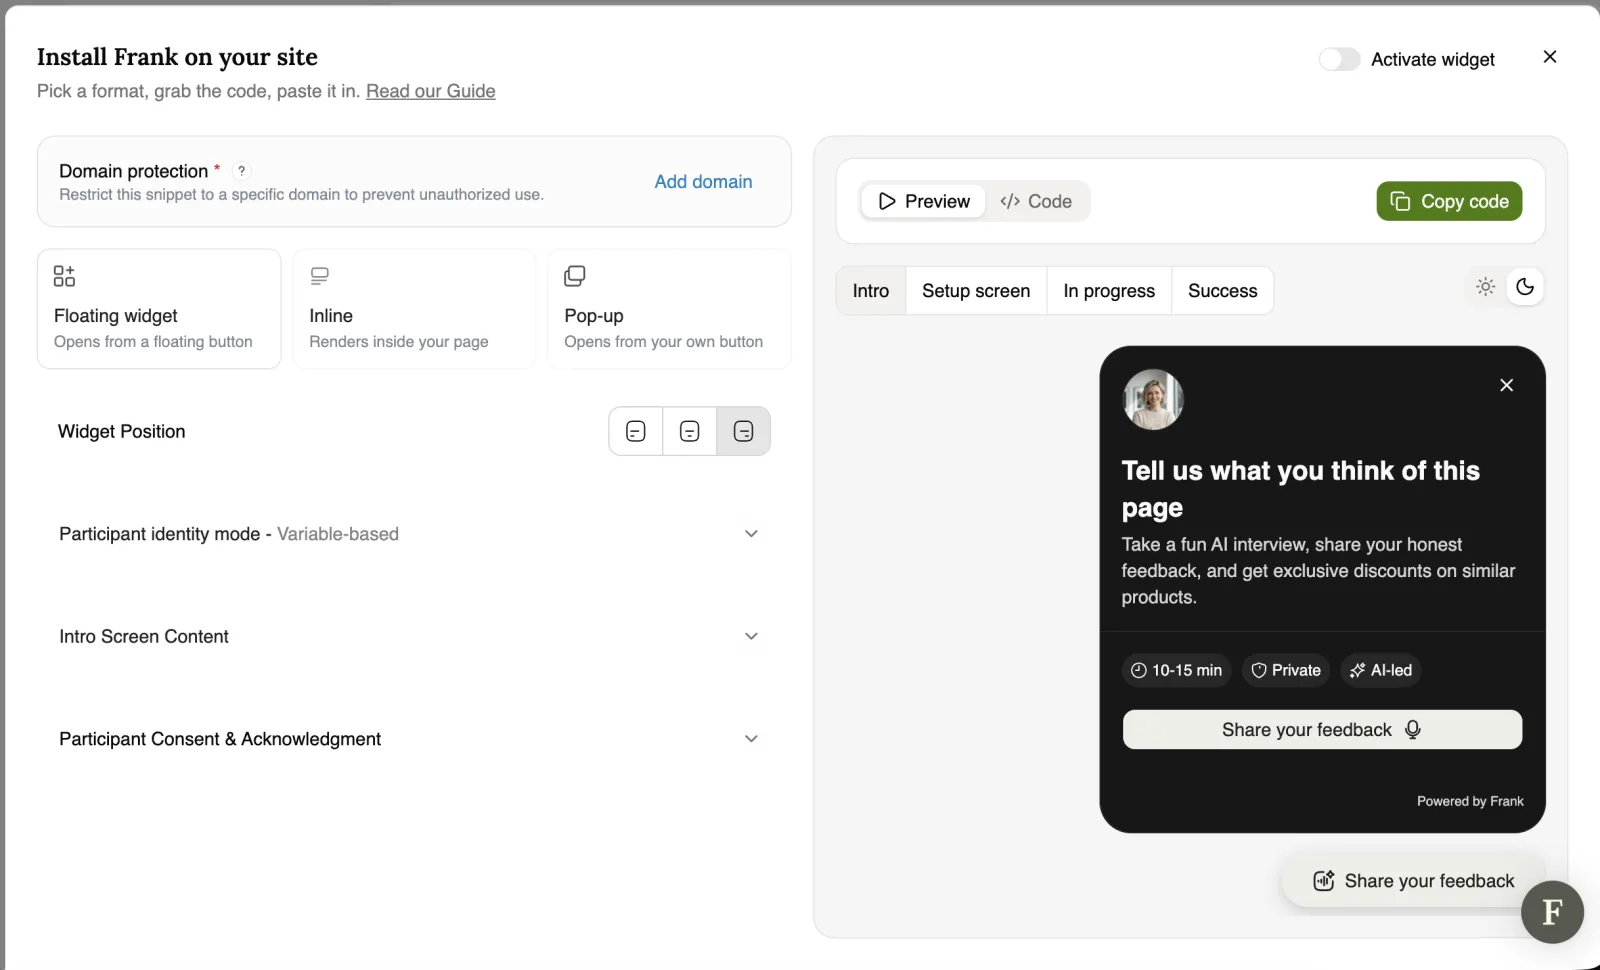 Install Frank on your site
Activate widget
Pick a format, grab the code, paste it in. Read our Guide
Domain protection * ?
Restrict this snippet to a specific domain to prevent unauthorized use.
Add domain
Preview
</> Code
Copy code
Floating widget
Opens from a floating button
Inline
Renders inside your page
Pop-up
Opens from your own button
Intro
Setup screen
In progress
Success
Widget Position
Participant identity mode - Variable-based
Intro Screen Content
Participant Consent & Acknowledgment
Tell us what you think of this
page
Take a fun AI interview, share your honest
feedback, and get exclusive discounts on similar
products.
10-15 min
Private
AI-led
Share your feedback
Powered by Frank
Share your feedback
F